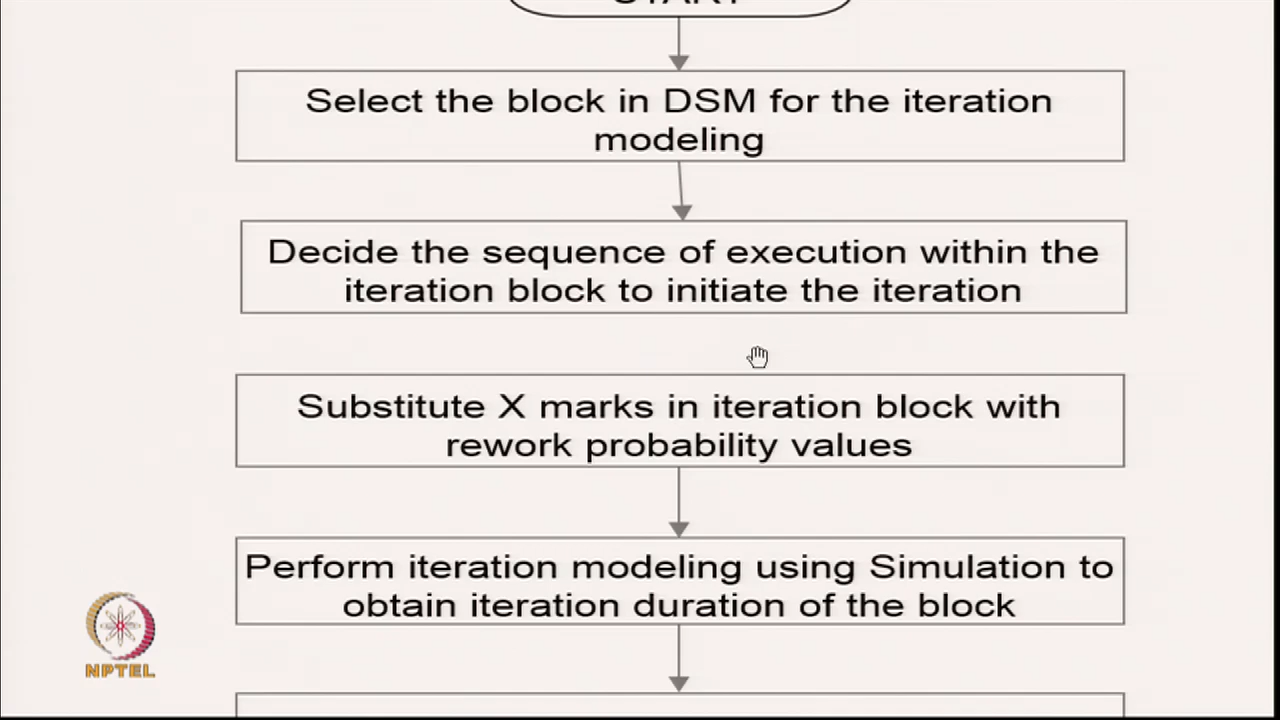 START
Select the block in DSM for the iteration
modeling
Decide the sequence of execution within the
iteration block to initiate the iteration
Substitute X marks in iteration block with
rework probability values
Perform iteration modeling using Simulation to
obtain iteration duration of the block
NPTEL